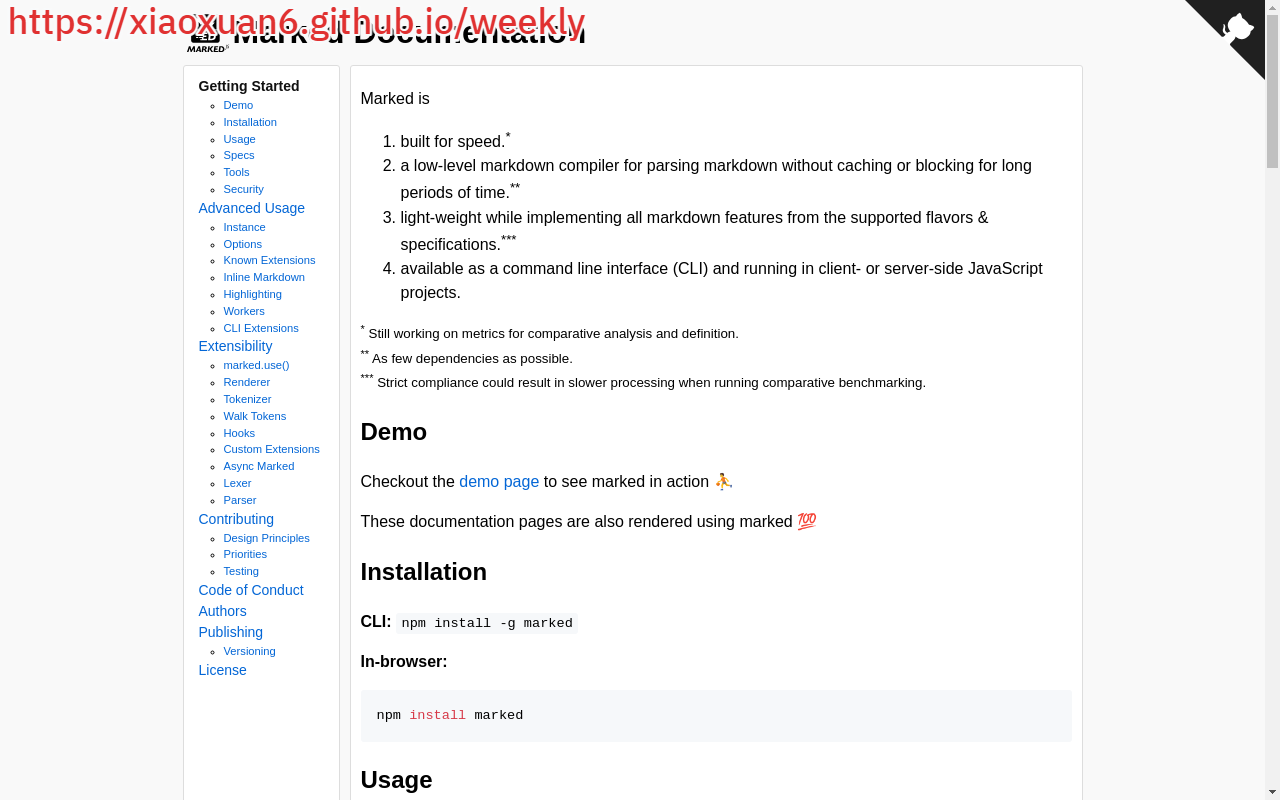 https://xiaoxuan6.github.io/weekly
Marked Documentation
MARKED
Getting Started
Demo
Installation
Usage
Specs
Tools
Security
Advanced Usage
Instance
Options
Known Extensions
Inline Markdown
Highlighting
Workers
CLI Extensions
Extensibility
marked.use()
Renderer
Tokenizer
Walk Tokens
Hooks
Custom Extensions
Async Marked
Lexer
Parser
Contributing
Design Principles
Priorities
Testing
Code of Conduct
Authors
Publishing
Versioning
License
Marked is
1. built for speed.*
2. a low-level markdown compiler for parsing markdown without caching or blocking for long
periods of time.**
3. light-weight while implementing all markdown features from the supported flavors &
specifications.***
4. available as a command line interface (CLI) and running in client- or server-side JavaScript
projects.
* Still working on metrics for comparative analysis and definition.
** As few dependencies as possible.
*** Strict compliance could result in slower processing when running comparative benchmarking.
Demo
Checkout the demo page to see marked in action ⛹️
These documentation pages are also rendered using marked 💯
Installation
CLI: npm install -g marked
In-browser:
npm install marked
Usage